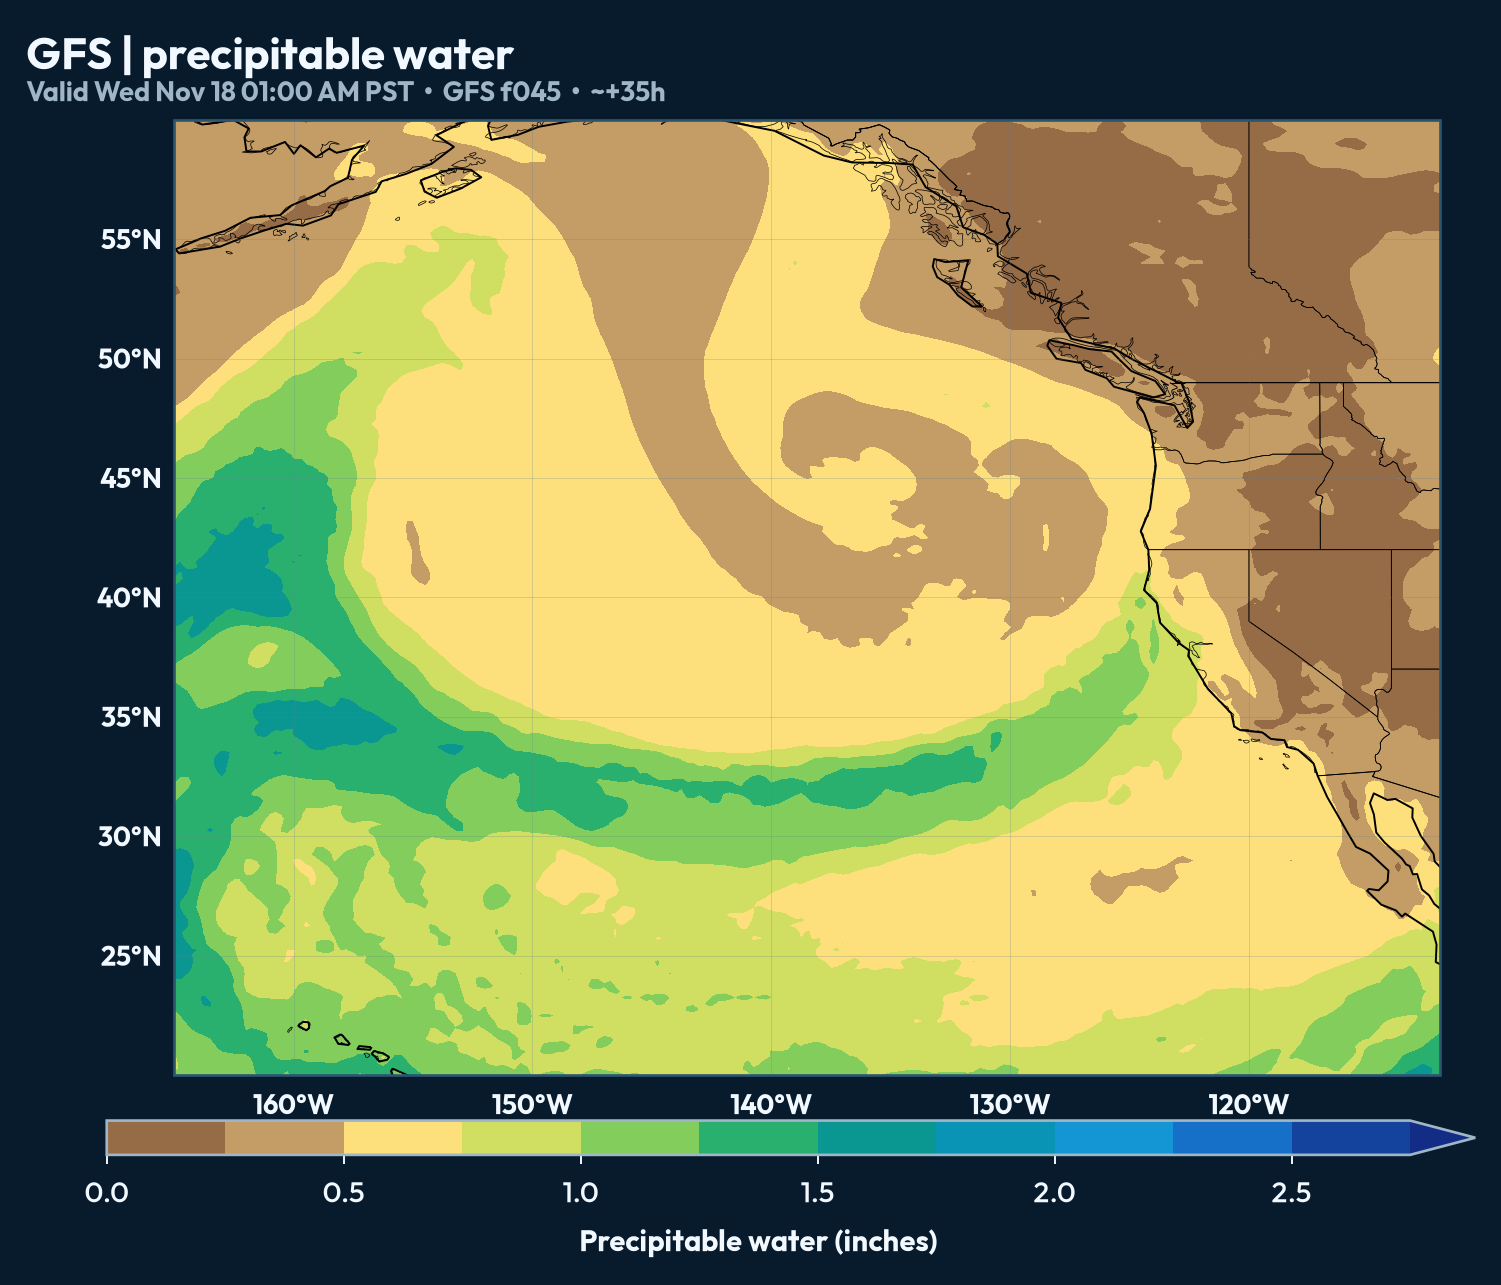 GFS | precipitable water
Valid Wed Nov 18 01:00 AM PST • GFS f045 • ~+35h
55°N
50°N
45°N
40°N
35°N
30°N
25°N
160°W 150°W 140°W 130°W 120°W
0.0 0.5 1.0 1.5 2.0 2.5
Precipitable water (inches)